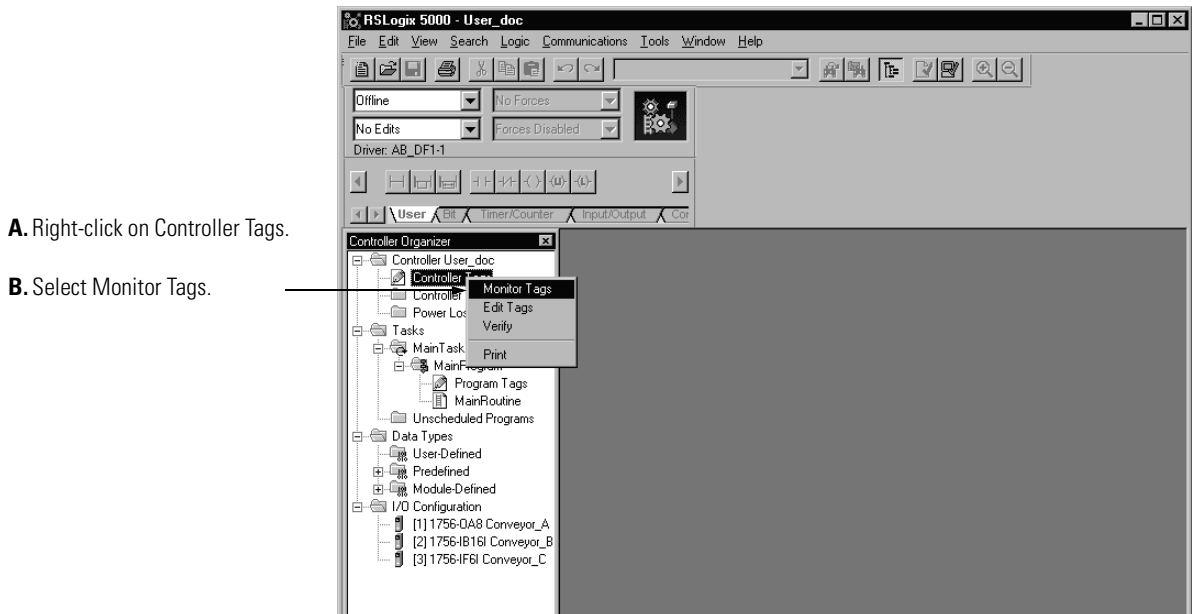 RSLogix 5000 - User_doc
File Edit View Search Logic Communications Tools Window Help
Offline
No Forces
No Edits
Forces Disabled
Driver: AB_DF1-1
User Bit Timer/Counter Input/Output
A. Right-click on Controller Tags.
B. Select Monitor Tags.
Controller Organizer
Controller User_doc
Controller
Monitor Tags
Controller
Edit Tags
Power Los
Verify
Tasks
MainTask
Print
MainProgram
Program Tags
MainRoutine
Unscheduled Programs
Data Types
User-Defined
Predefined
Module-Defined
I/O Configuration
[1] 1756-OA8 Conveyor_A
[2] 1756-IB16I Conveyor_B
[3] 1756-IF6I Conveyor_C